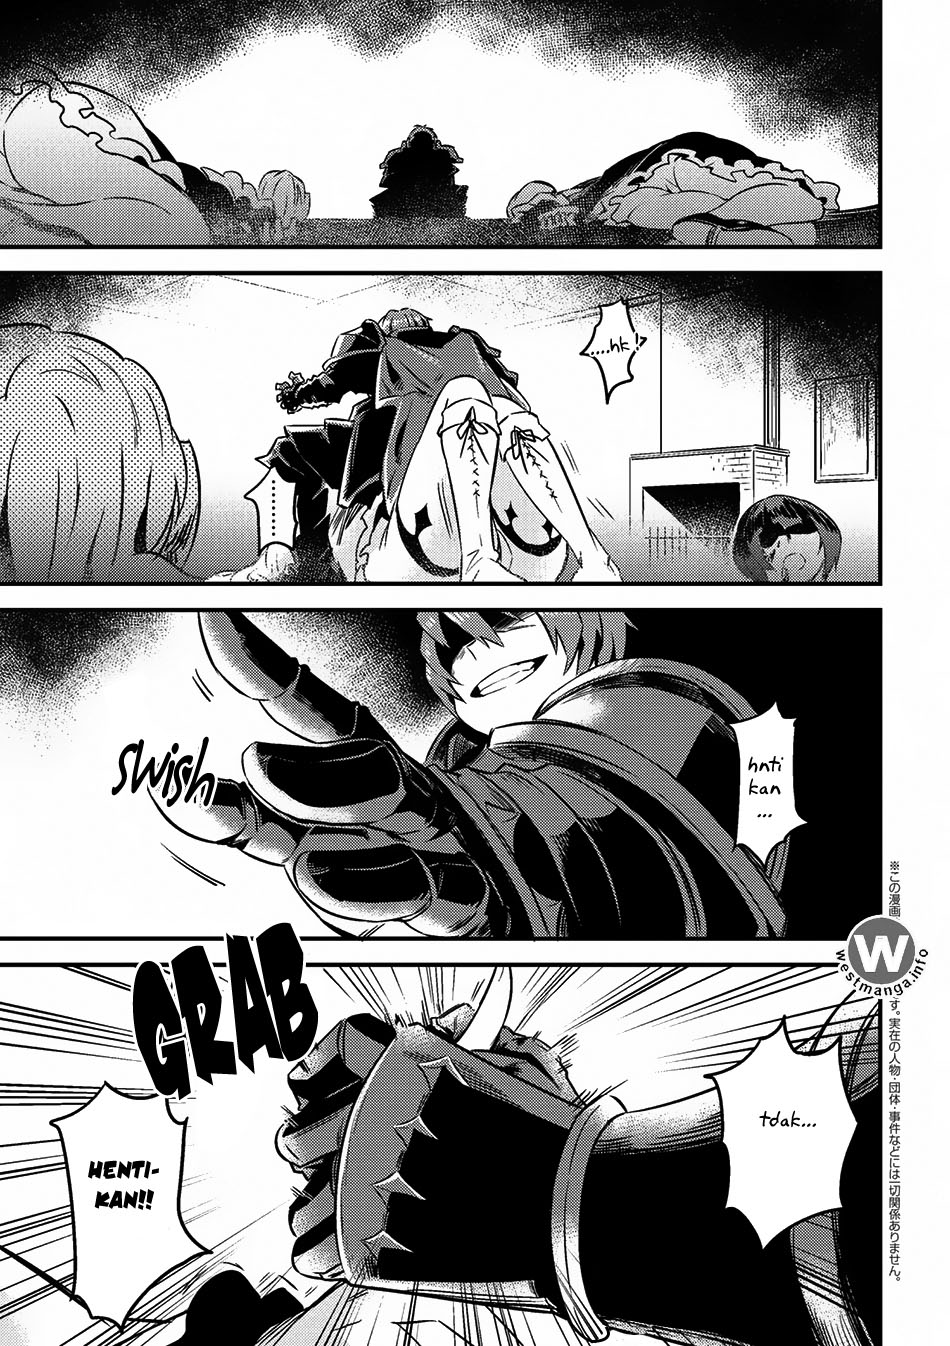 ....hk!
..........
hnti
kan
...
swish
GRAB
tdak...
HENTI-
KAN!!
※この漫画
す。実在の人物・団体・事件などには一切関係ありません。
W
westmanga.info